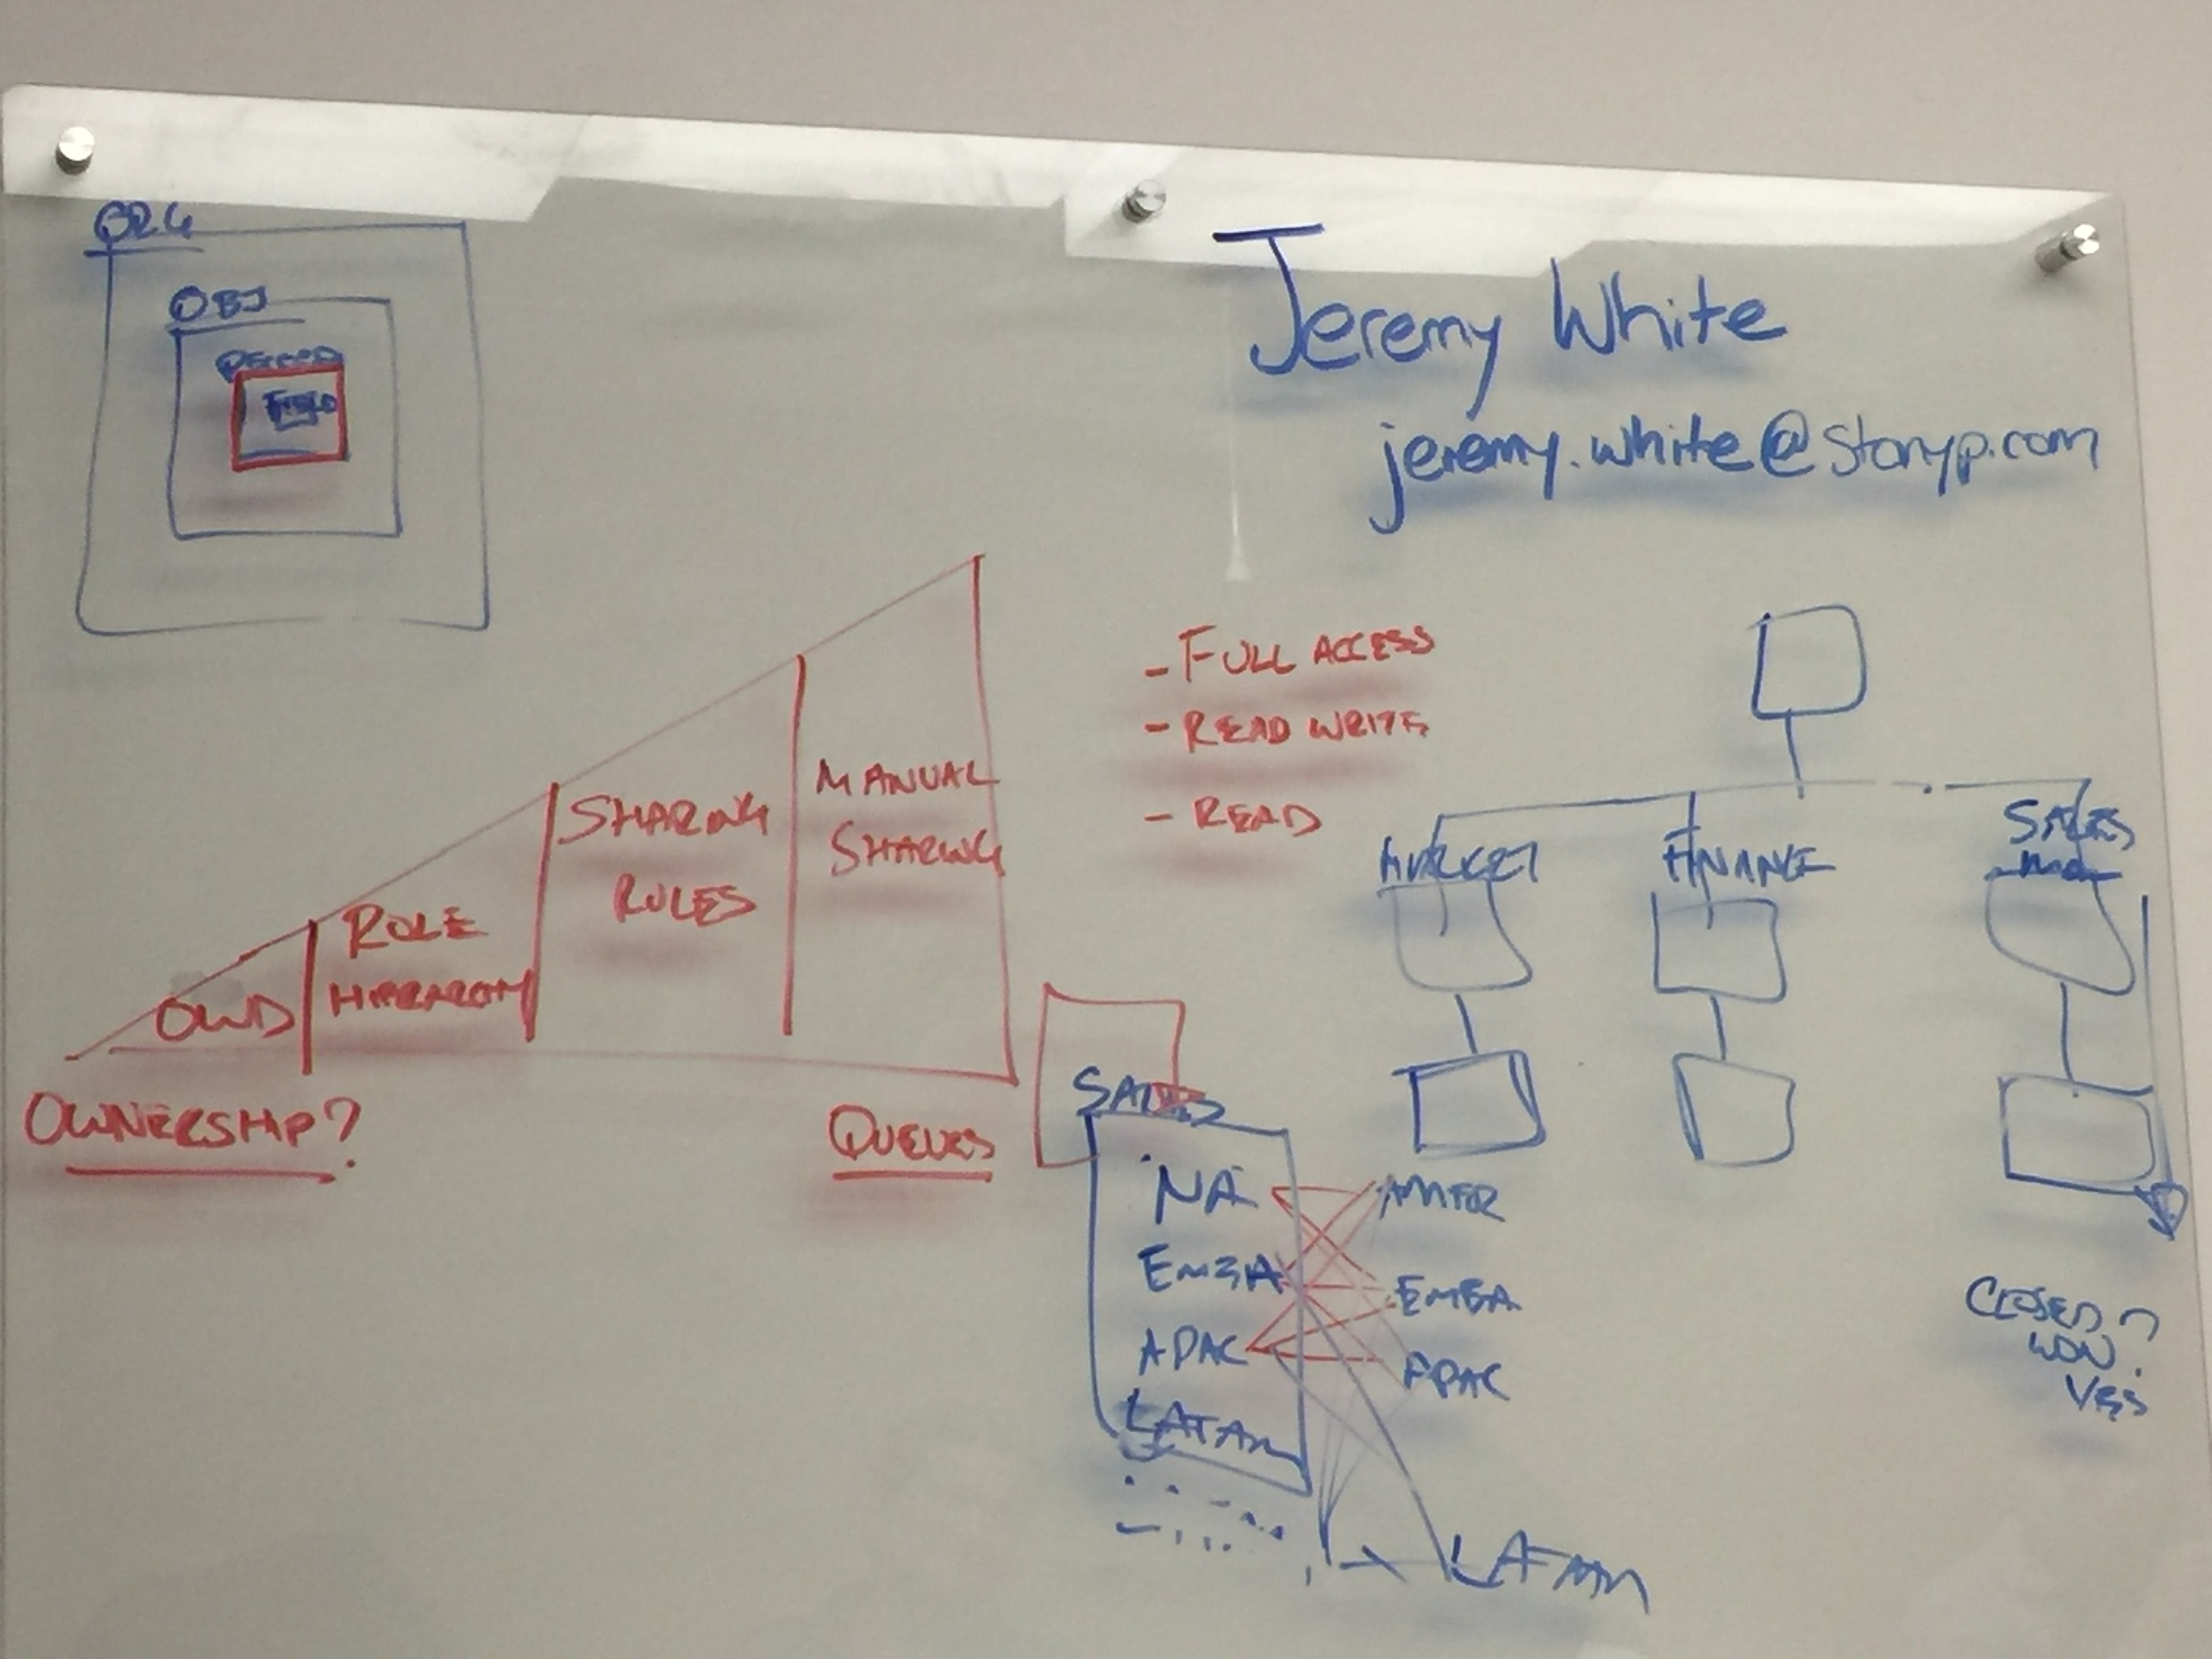 ORG
OBJ
RECORD
FIELD
Jeremy White
jeremy.white@stonyp.com
- FULL ACCESS
- READ WRITE
- READ
OWD
ROLE
HIERARCHY
SHARING
RULES
MANUAL
SHARING
OWNERSHIP?
QUEUES
MARKET
FINANCE
SALES
SALES
NA
EMEA
APAC
LATAM
AMER
EMEA
APAC
LATAM
CLOSED
WON?
YES